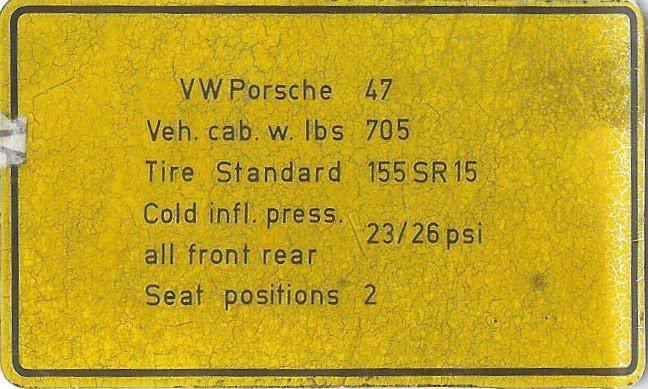 VW Porsche 47
Veh. cab. w. lbs 705
Tire Standard 155 SR 15
Cold infl. press.
23/26 psi
all front rear
Seat positions 2